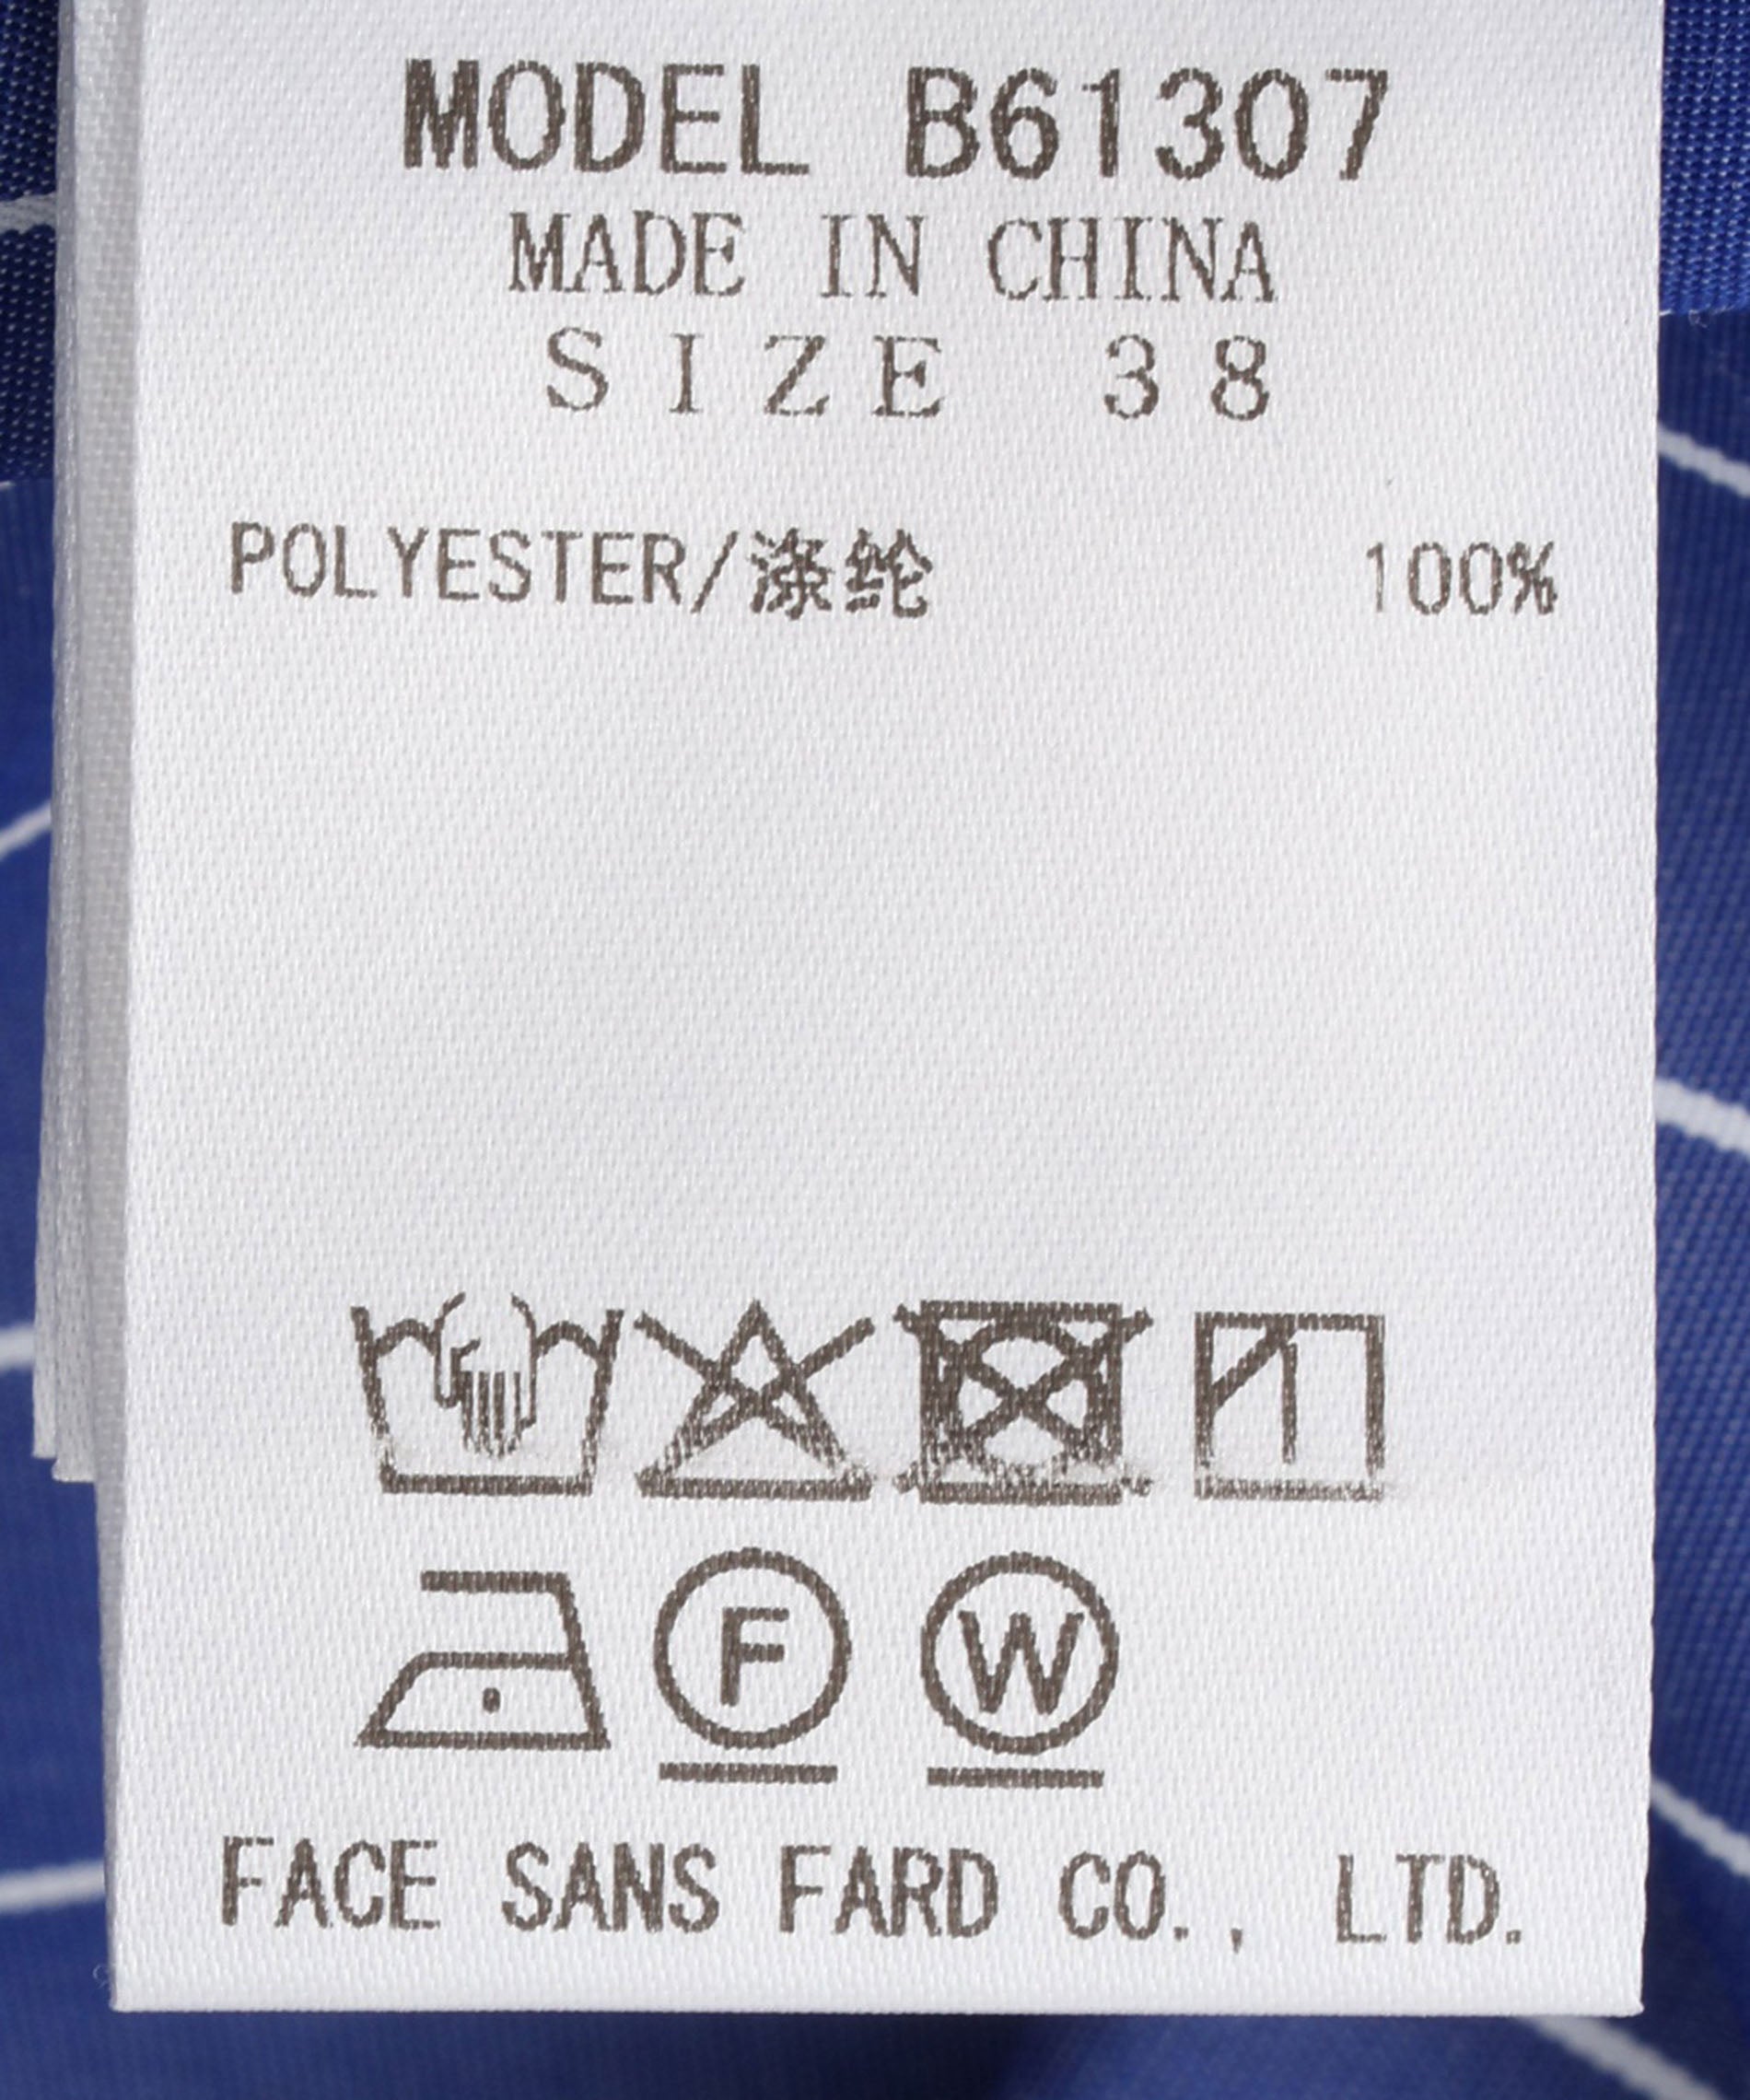 MODEL B61307
MADE IN CHINA
SIZE 38
POLYESTER/涤纶 100%
F W
FACE SANS FARD CO., LTD.